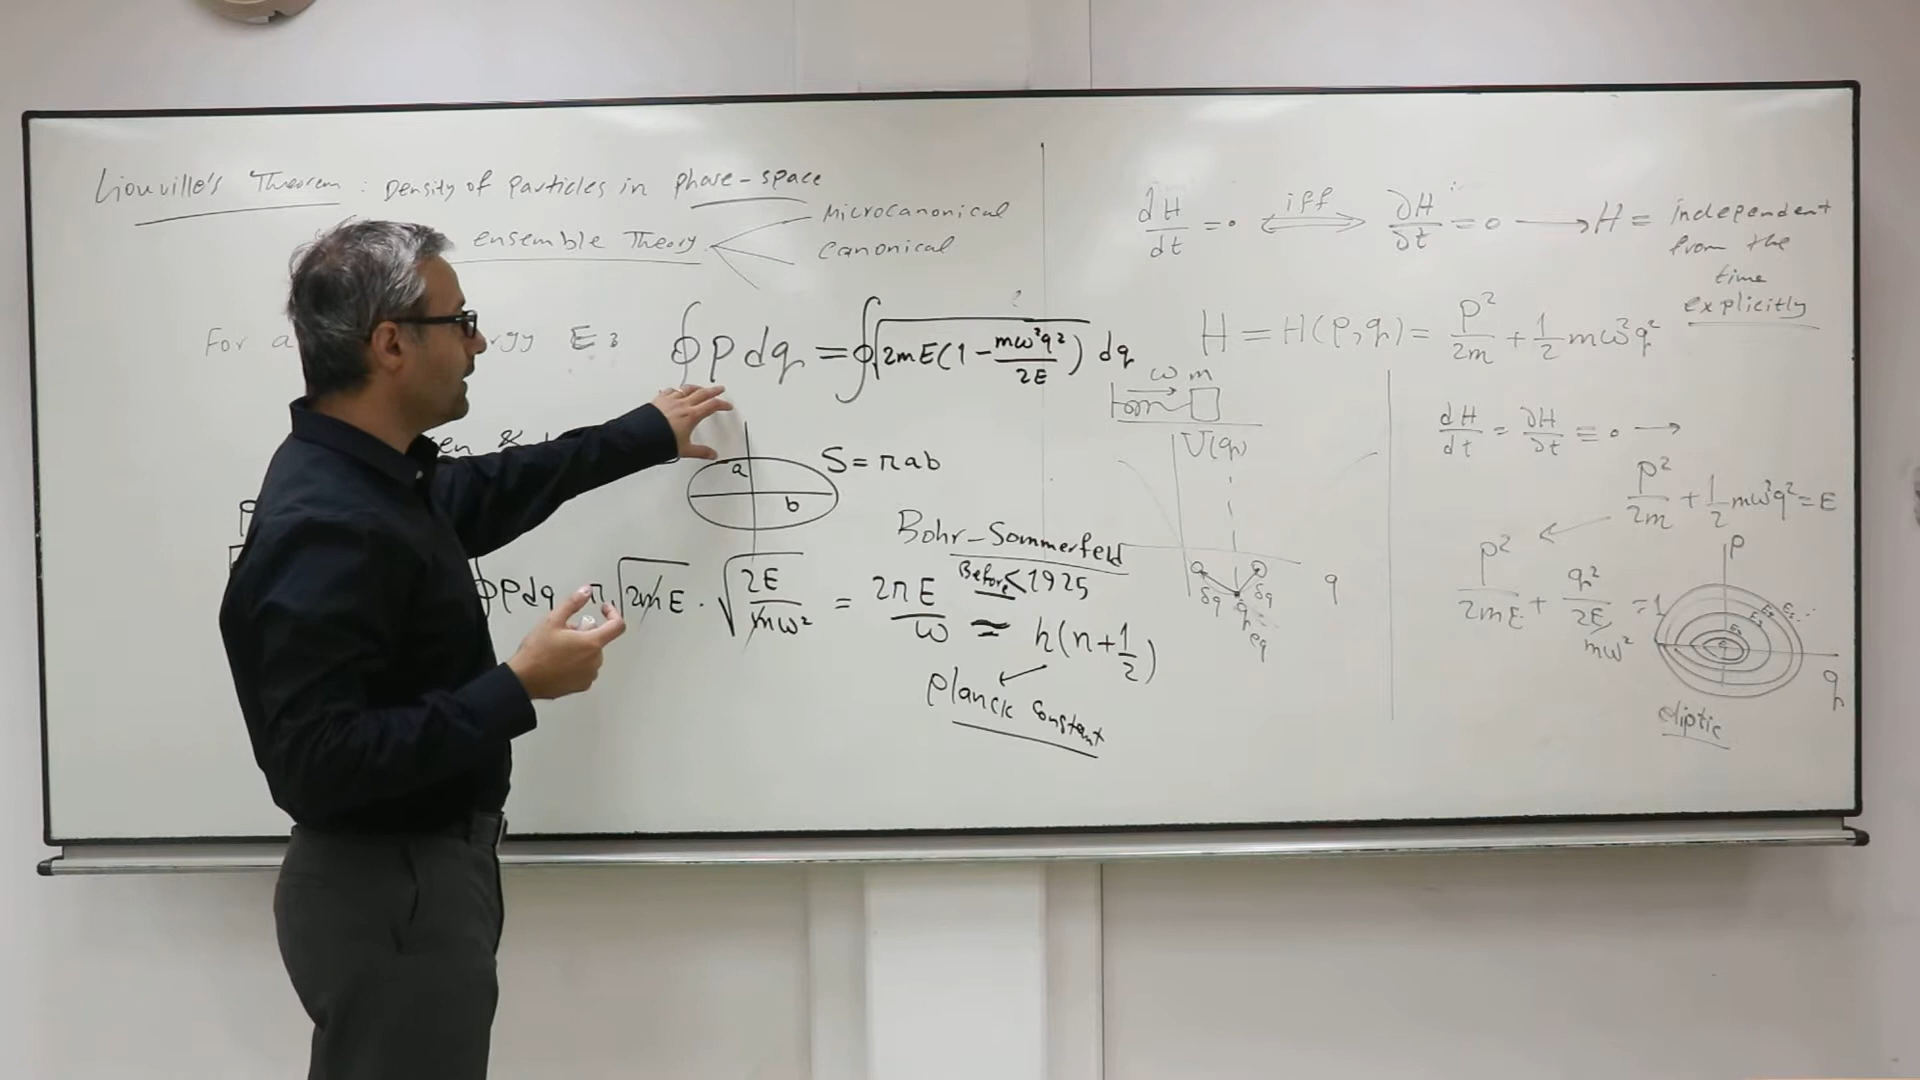 Liouville's Theorem : Density of Particles in phase-space
ensemble Theory
Microcanonical
Canonical
For a
rgy E :
∮ P dq = ∮ √(2mE(1 - mω²q²/2E)) dq
a
b
S = πab
∮ P dq = π √(2mE) · √(2E/mω²) = 2πE/ω ≈ h(n + 1/2)
Bohr-Sommerfeld
Before < 1925
Planck Constant
dH/dt = 0 ⟺ iff ∂H/∂t = 0 → H = independent
from the
time
explicitly
H = H(P,q) = P²/2m + 1/2 mω²q²
ω m
U(q)
δq
δq
q eq
q
dH/dt = ∂H/∂t = 0 →
P²/2m + 1/2 mω²q² = E
P²/2mE + q²/(2E/mω²) = 1
P
q
eliptic